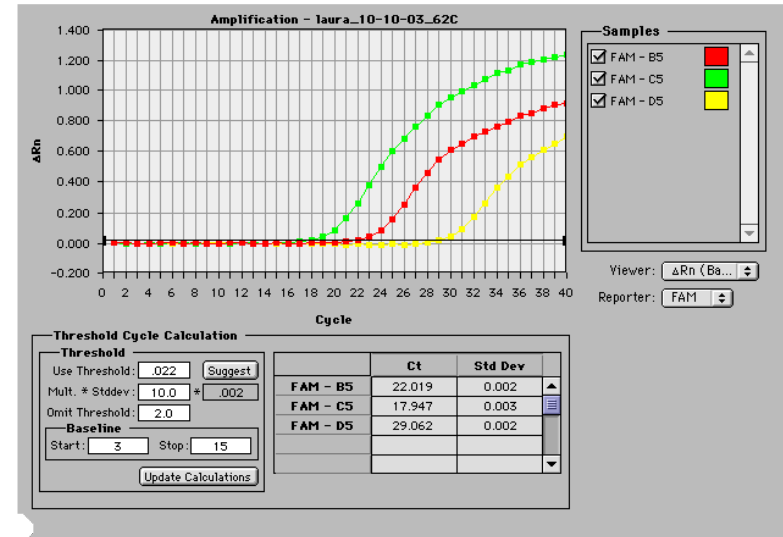 Amplification - laura_10-10-03_62C
1.400
1.200
1.000
0.800
0.600
0.400
0.200
0.000
-0.200
ΔRn
0 2 4 6 8 10 12 14 16 18 20 22 24 26 28 30 32 34 36 38 40
Cycle
Samples
FAM - B5
FAM - C5
FAM - D5
Viewer: ΔRn (Ba...
Reporter: FAM
Threshold Cycle Calculation
Threshold
Use Threshold: .022 Suggest
Mult. * Stddev: 10.0 * .002
Omit Threshold: 2.0
Baseline
Start: 3 Stop: 15
Update Calculations
Ct Std Dev
FAM - B5 22.019 0.002
FAM - C5 17.947 0.003
FAM - D5 29.062 0.002